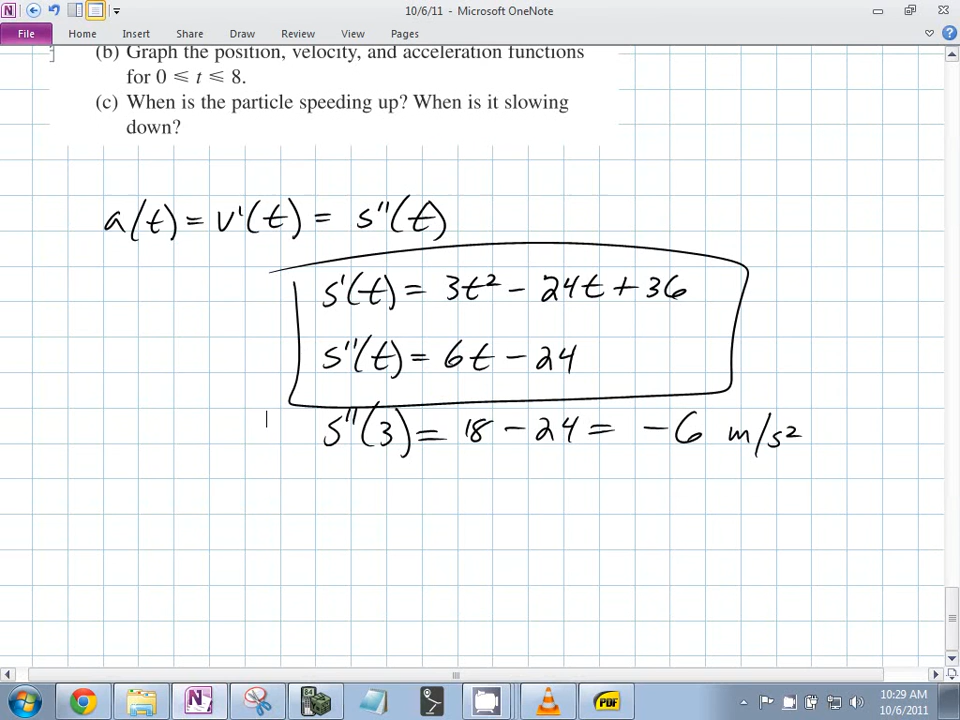 10/6/11 - Microsoft OneNote
File Home Insert Share Draw Review View Pages
(b) Graph the position, velocity, and acceleration functions
for 0 ⩽ t ⩽ 8.
(c) When is the particle speeding up? When is it slowing
down?
a(t) = v'(t) = s''(t)
s'(t) = 3t² - 24t + 36
s''(t) = 6t - 24
s''(3) = 18 - 24 = -6 m/s²
84
PDF
10:29 AM
10/6/2011